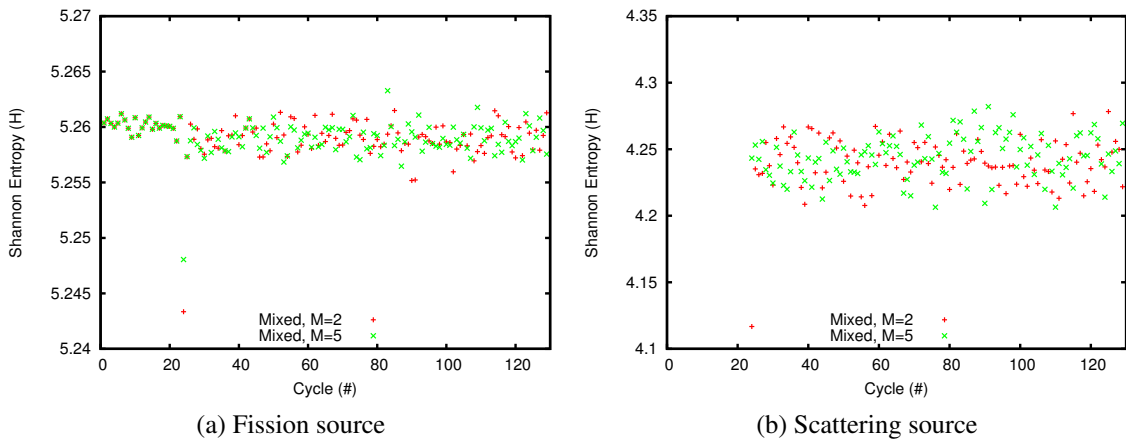 5.27
5.265
5.26
5.255
5.25
5.245
5.24
Shannon Entropy (H)
0 20 40 60 80 100 120
Cycle (#)
Mixed, M=2
Mixed, M=5
(a) Fission source
4.35
4.3
4.25
4.2
4.15
4.1
Shannon Entropy (H)
0 20 40 60 80 100 120
Cycle (#)
Mixed, M=2
Mixed, M=5
(b) Scattering source